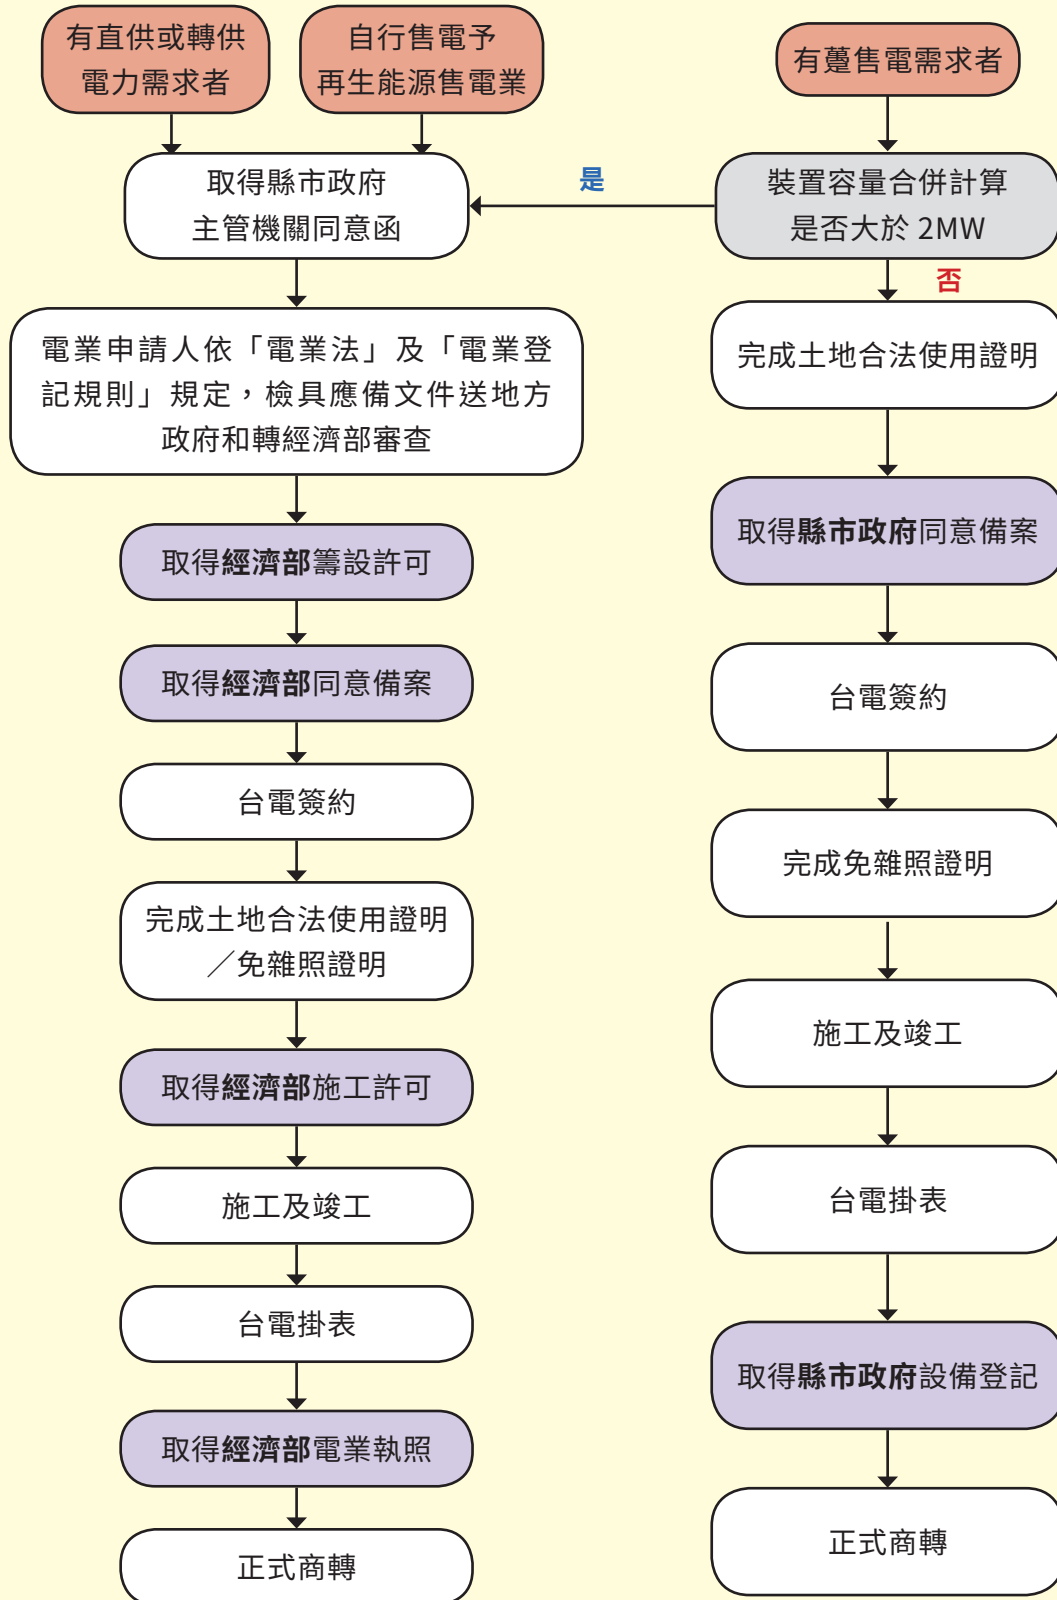 有直供或轉供
電力需求者
自行售電予
再生能源售電業
取得縣市政府
主管機關同意函
電業申請人依「電業法」及「電業登
記規則」規定，檢具應備文件送地方
政府和轉經濟部審查
取得經濟部籌設許可
取得經濟部同意備案
台電簽約
完成土地合法使用證明
／免雜照證明
取得經濟部施工許可
施工及竣工
台電掛表
取得經濟部電業執照
正式商轉
有躉售電需求者
裝置容量合併計算
是否大於 2MW
是
否
完成土地合法使用證明
取得縣市政府同意備案
台電簽約
完成免雜照證明
施工及竣工
台電掛表
取得縣市政府設備登記
正式商轉